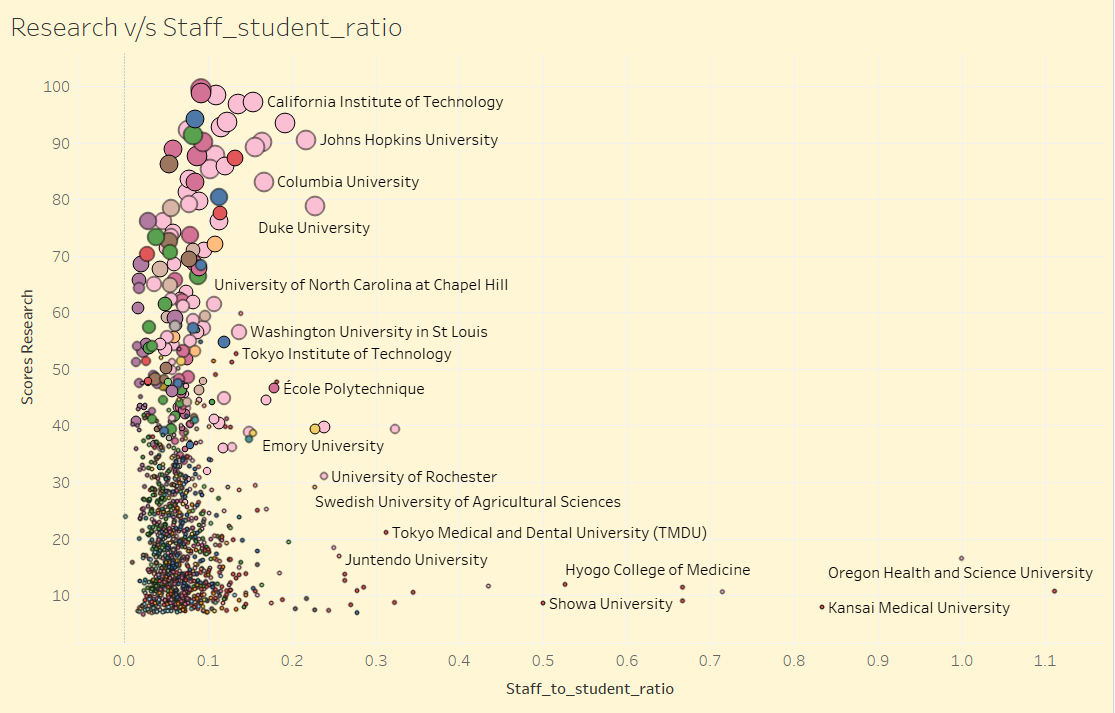 Research v/s Staff_student_ratio
100
California Institute of Technology
90
Johns Hopkins University
Columbia University
80
Duke University
70
University of North Carolina at Chapel Hill
60
Washington University in St Louis
Tokyo Institute of Technology
50
École Polytechnique
40
Emory University
30
University of Rochester
Swedish University of Agricultural Sciences
20
Tokyo Medical and Dental University (TMDU)
Juntendo University
Hyogo College of Medicine
Oregon Health and Science University
10
Showa University
Kansai Medical University
Scores Research
0.0 0.1 0.2 0.3 0.4 0.5 0.6 0.7 0.8 0.9 1.0 1.1
Staff_to_student_ratio